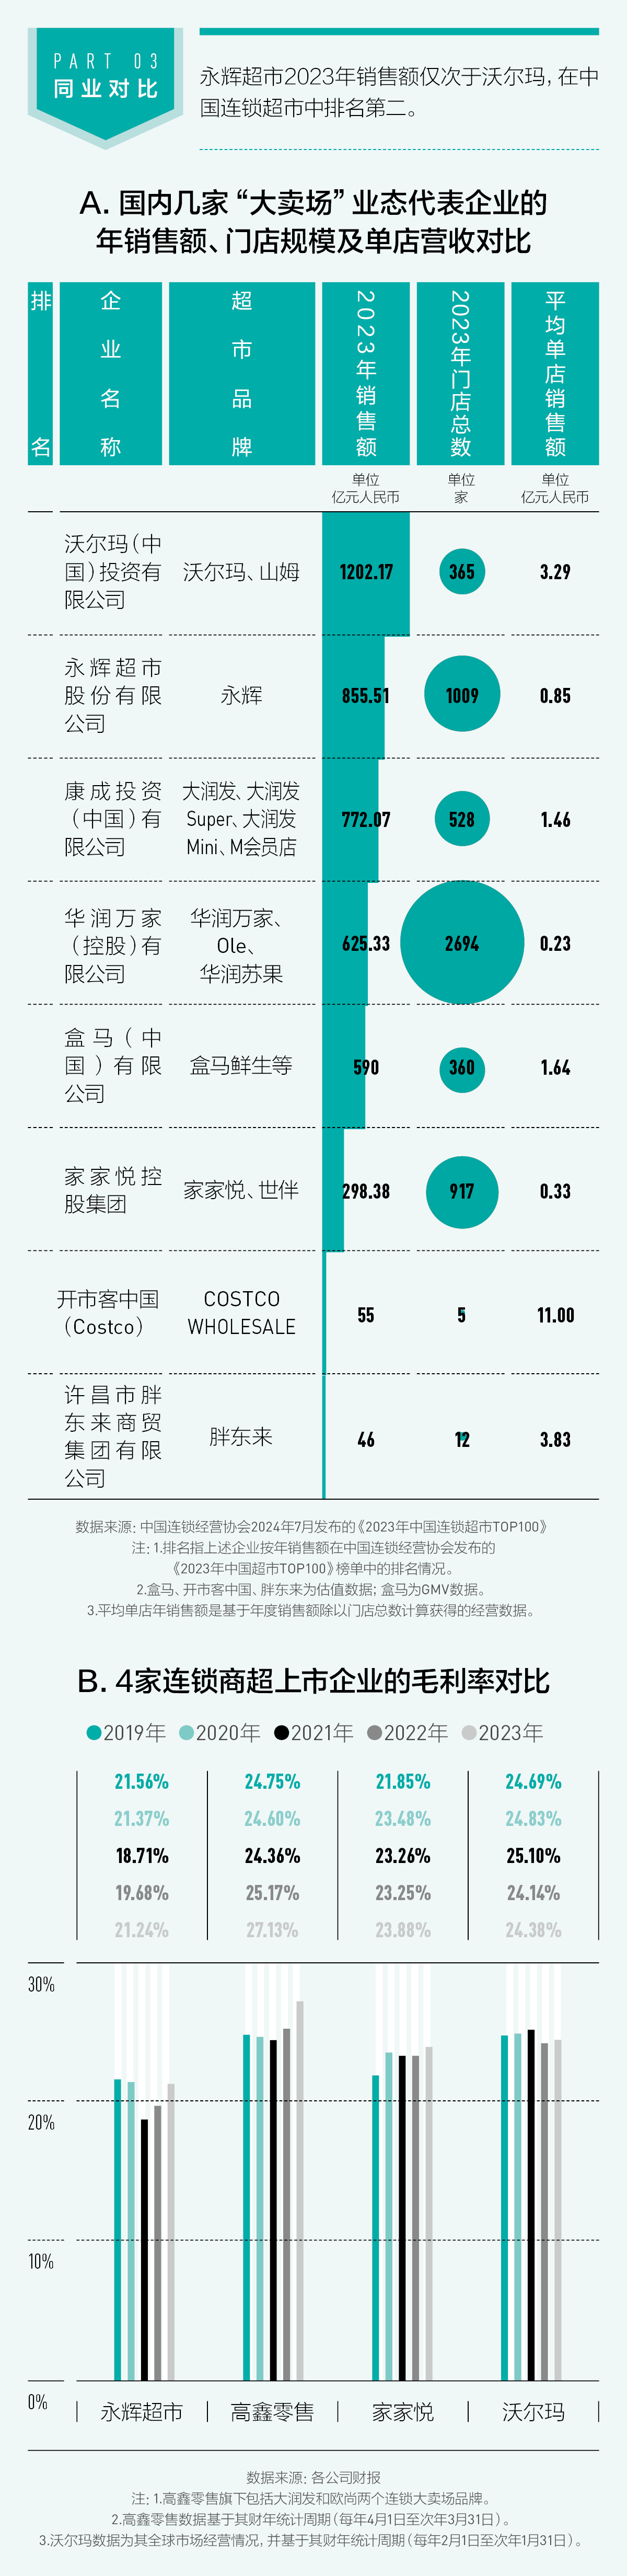 PART 03
同业对比
永辉超市2023年销售额仅次于沃尔玛，在中
国连锁超市中排名第二。
A. 国内几家“大卖场”业态代表企业的
年销售额、门店规模及单店营收对比
排名
企业名称
超市品牌
2023年销售额
2023年门店总数
平均单店销售额
单位
亿元人民币
单位
家
单位
亿元人民币
沃尔玛（中
国）投资有
限公司
沃尔玛、山姆
1202.17
365
3.29
永辉超市
股份有限
公司
永辉
855.51
1009
0.85
康成投资
（中国）有
限公司
大润发、大润发
Super、大润发
Mini、M会员店
772.07
528
1.46
华润万家
（控股）有
限公司
华润万家、
Ole、
华润苏果
625.33
2694
0.23
盒马（中
国）有限
公司
盒马鲜生等
590
360
1.64
家家悦控
股集团
家家悦、世伴
298.38
917
0.33
开市客中国
（Costco）
COSTCO
WHOLESALE
55
5
11.00
许昌市胖
东来商贸
集团有限
公司
胖东来
46
12
3.83
数据来源：中国连锁经营协会2024年7月发布的《2023年中国连锁超市TOP100》
注：1.排名指上述企业按年销售额在中国连锁经营协会发布的
《2023年中国超市TOP100》榜单中的排名情况。
2.盒马、开市客中国、胖东来为估值数据；盒马为GMV数据。
3.平均单店年销售额是基于年度销售额除以门店总数计算获得的经营数据。
B. 4家连锁商超上市企业的毛利率对比
2019年 2020年 2021年 2022年 2023年
21.56% 24.75% 21.85% 24.69%
21.37% 24.60% 23.48% 24.83%
18.71% 24.36% 23.26% 25.10%
19.68% 25.17% 23.25% 24.14%
21.24% 27.13% 23.88% 24.38%
30%
20%
10%
0%
永辉超市 高鑫零售 家家悦 沃尔玛
数据来源：各公司财报
注：1.高鑫零售旗下包括大润发和欧尚两个连锁大卖场品牌。
2.高鑫零售数据基于其财年统计周期（每年4月1日至次年3月31日）。
3.沃尔玛数据为其全球市场经营情况，并基于其财年统计周期（每年2月1日至次年1月31日）。